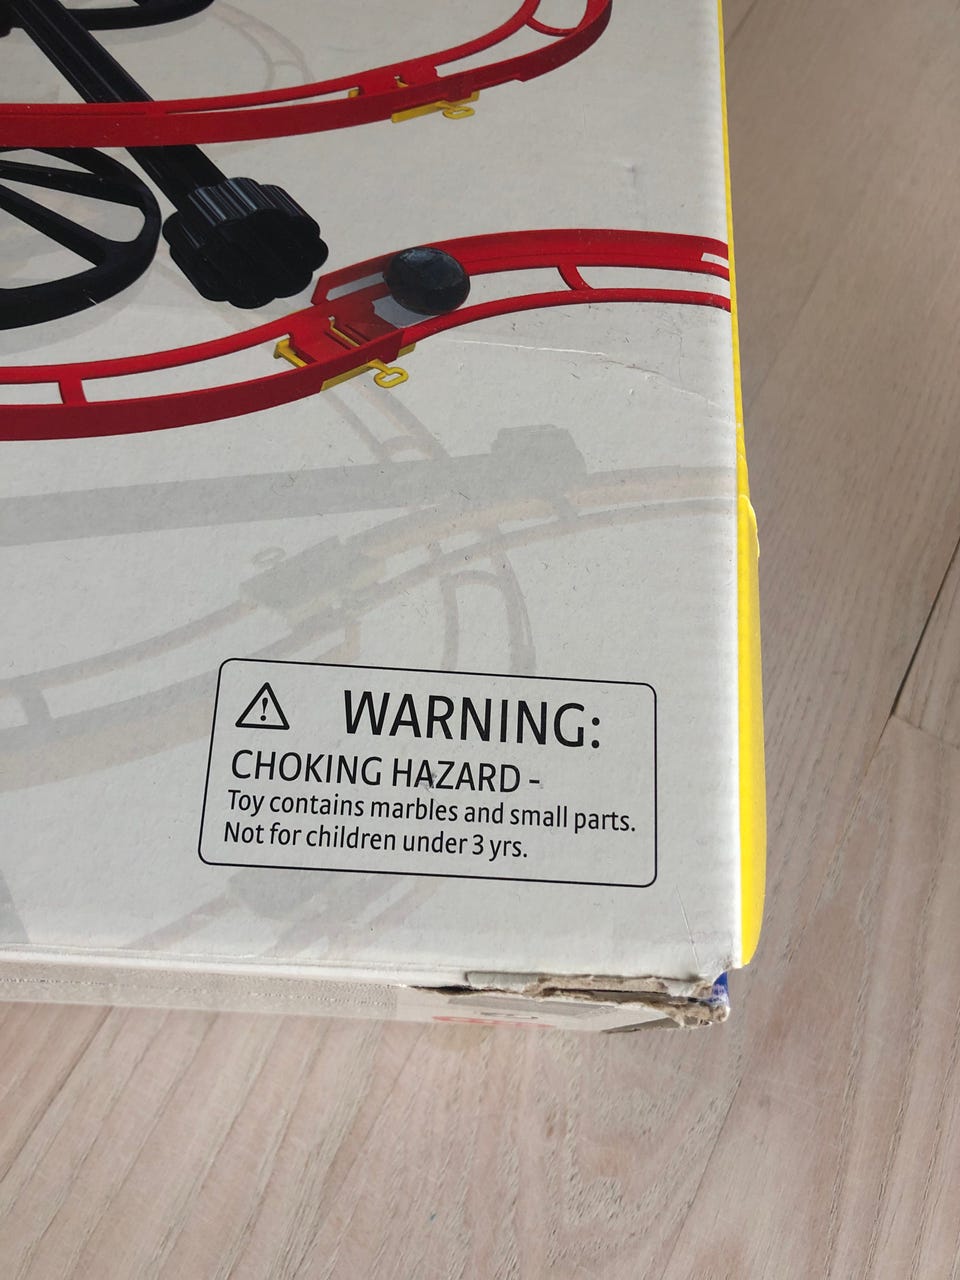 WARNING:
CHOKING HAZARD -
Toy contains marbles and small parts.
Not for children under 3 yrs.